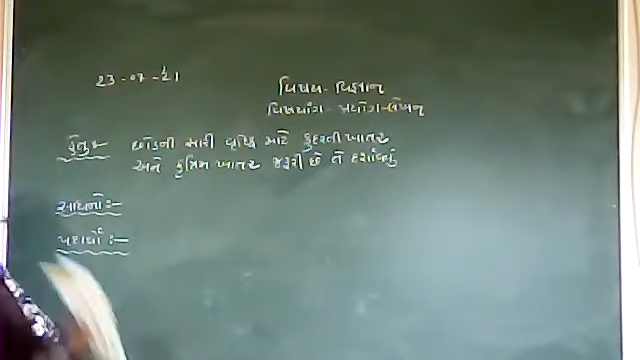 23-07-21
વિષય - વિજ્ઞાન
વિષયાંગ - પ્રયોગ-લેખન
હેતુ:- છોડની સારી વૃદ્ધિ માટે કુદરતી ખાતર
અને કૃત્રિમ ખાતર જરૂરી છે તે દર્શાવવું
સાધનો:-
પદાર્થો:-